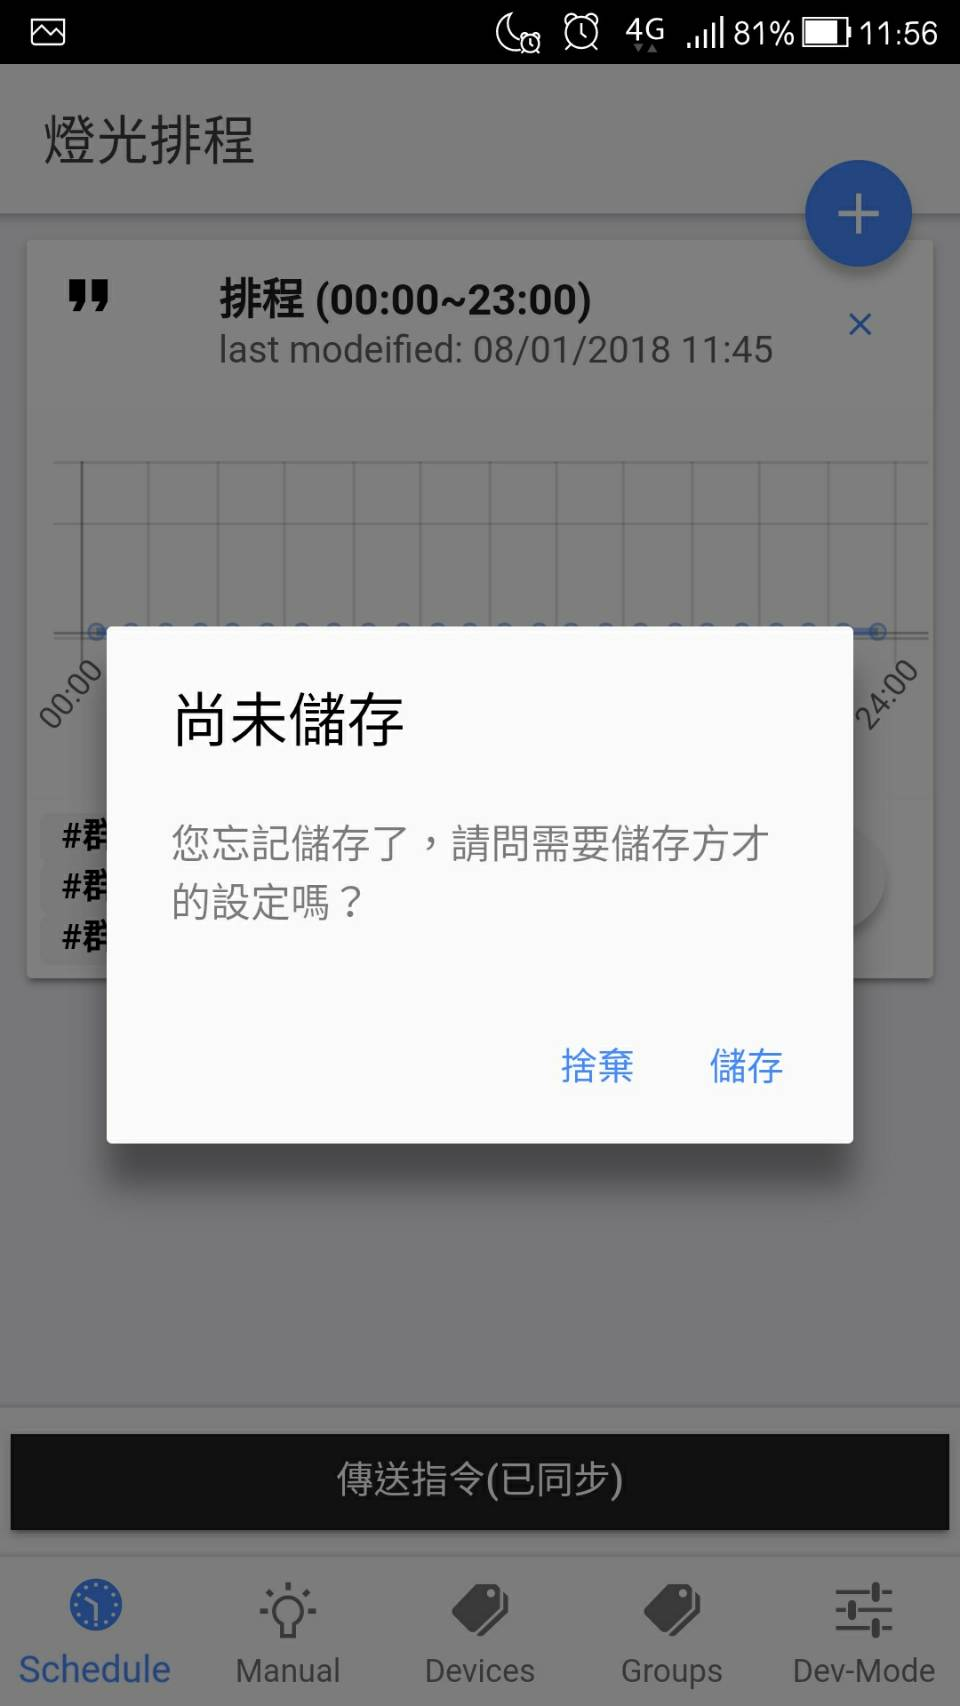 4G 81% 11:56
燈光排程
排程 (00:00~23:00)
last modeified: 08/01/2018 11:45
00:00
24:00
尚未儲存
您忘記儲存了，請問需要儲存方才
的設定嗎？
捨棄 儲存
#群
#群
#群
傳送指令(已同步)
Schedule Manual Devices Groups Dev-Mode